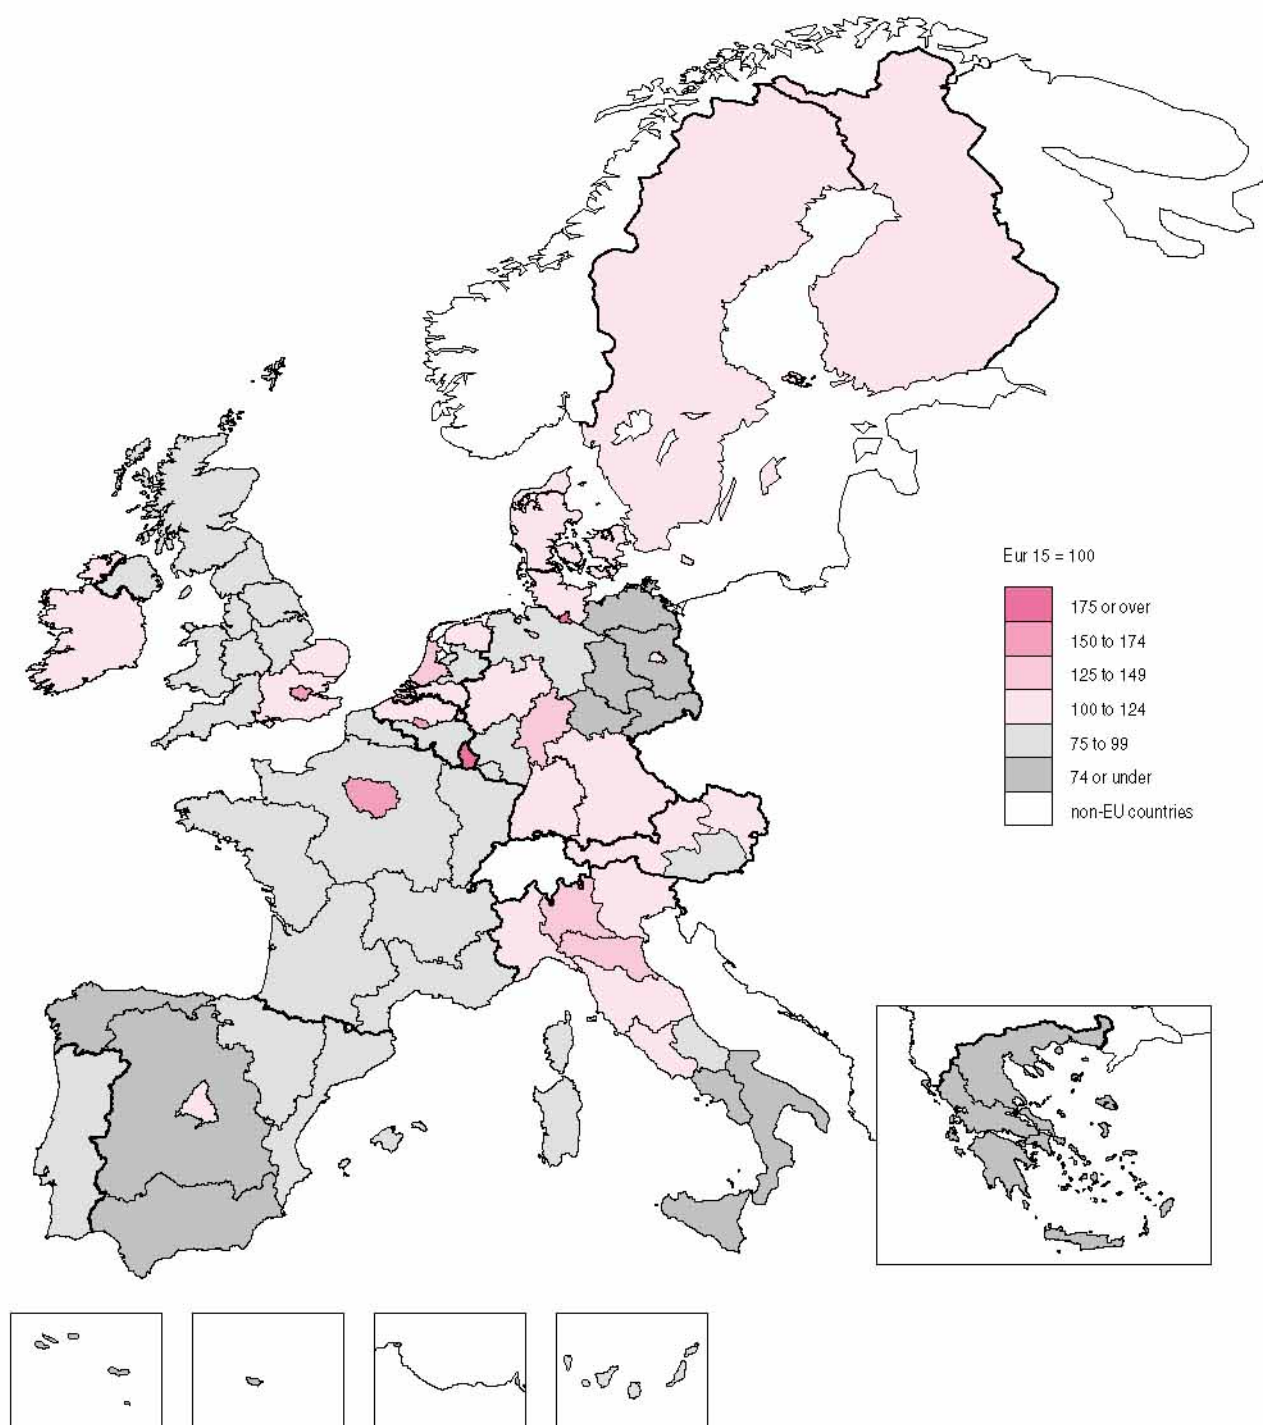 Eur 15 = 100
175 or over
150 to 174
125 to 149
100 to 124
75 to 99
74 or under
non-EU countries